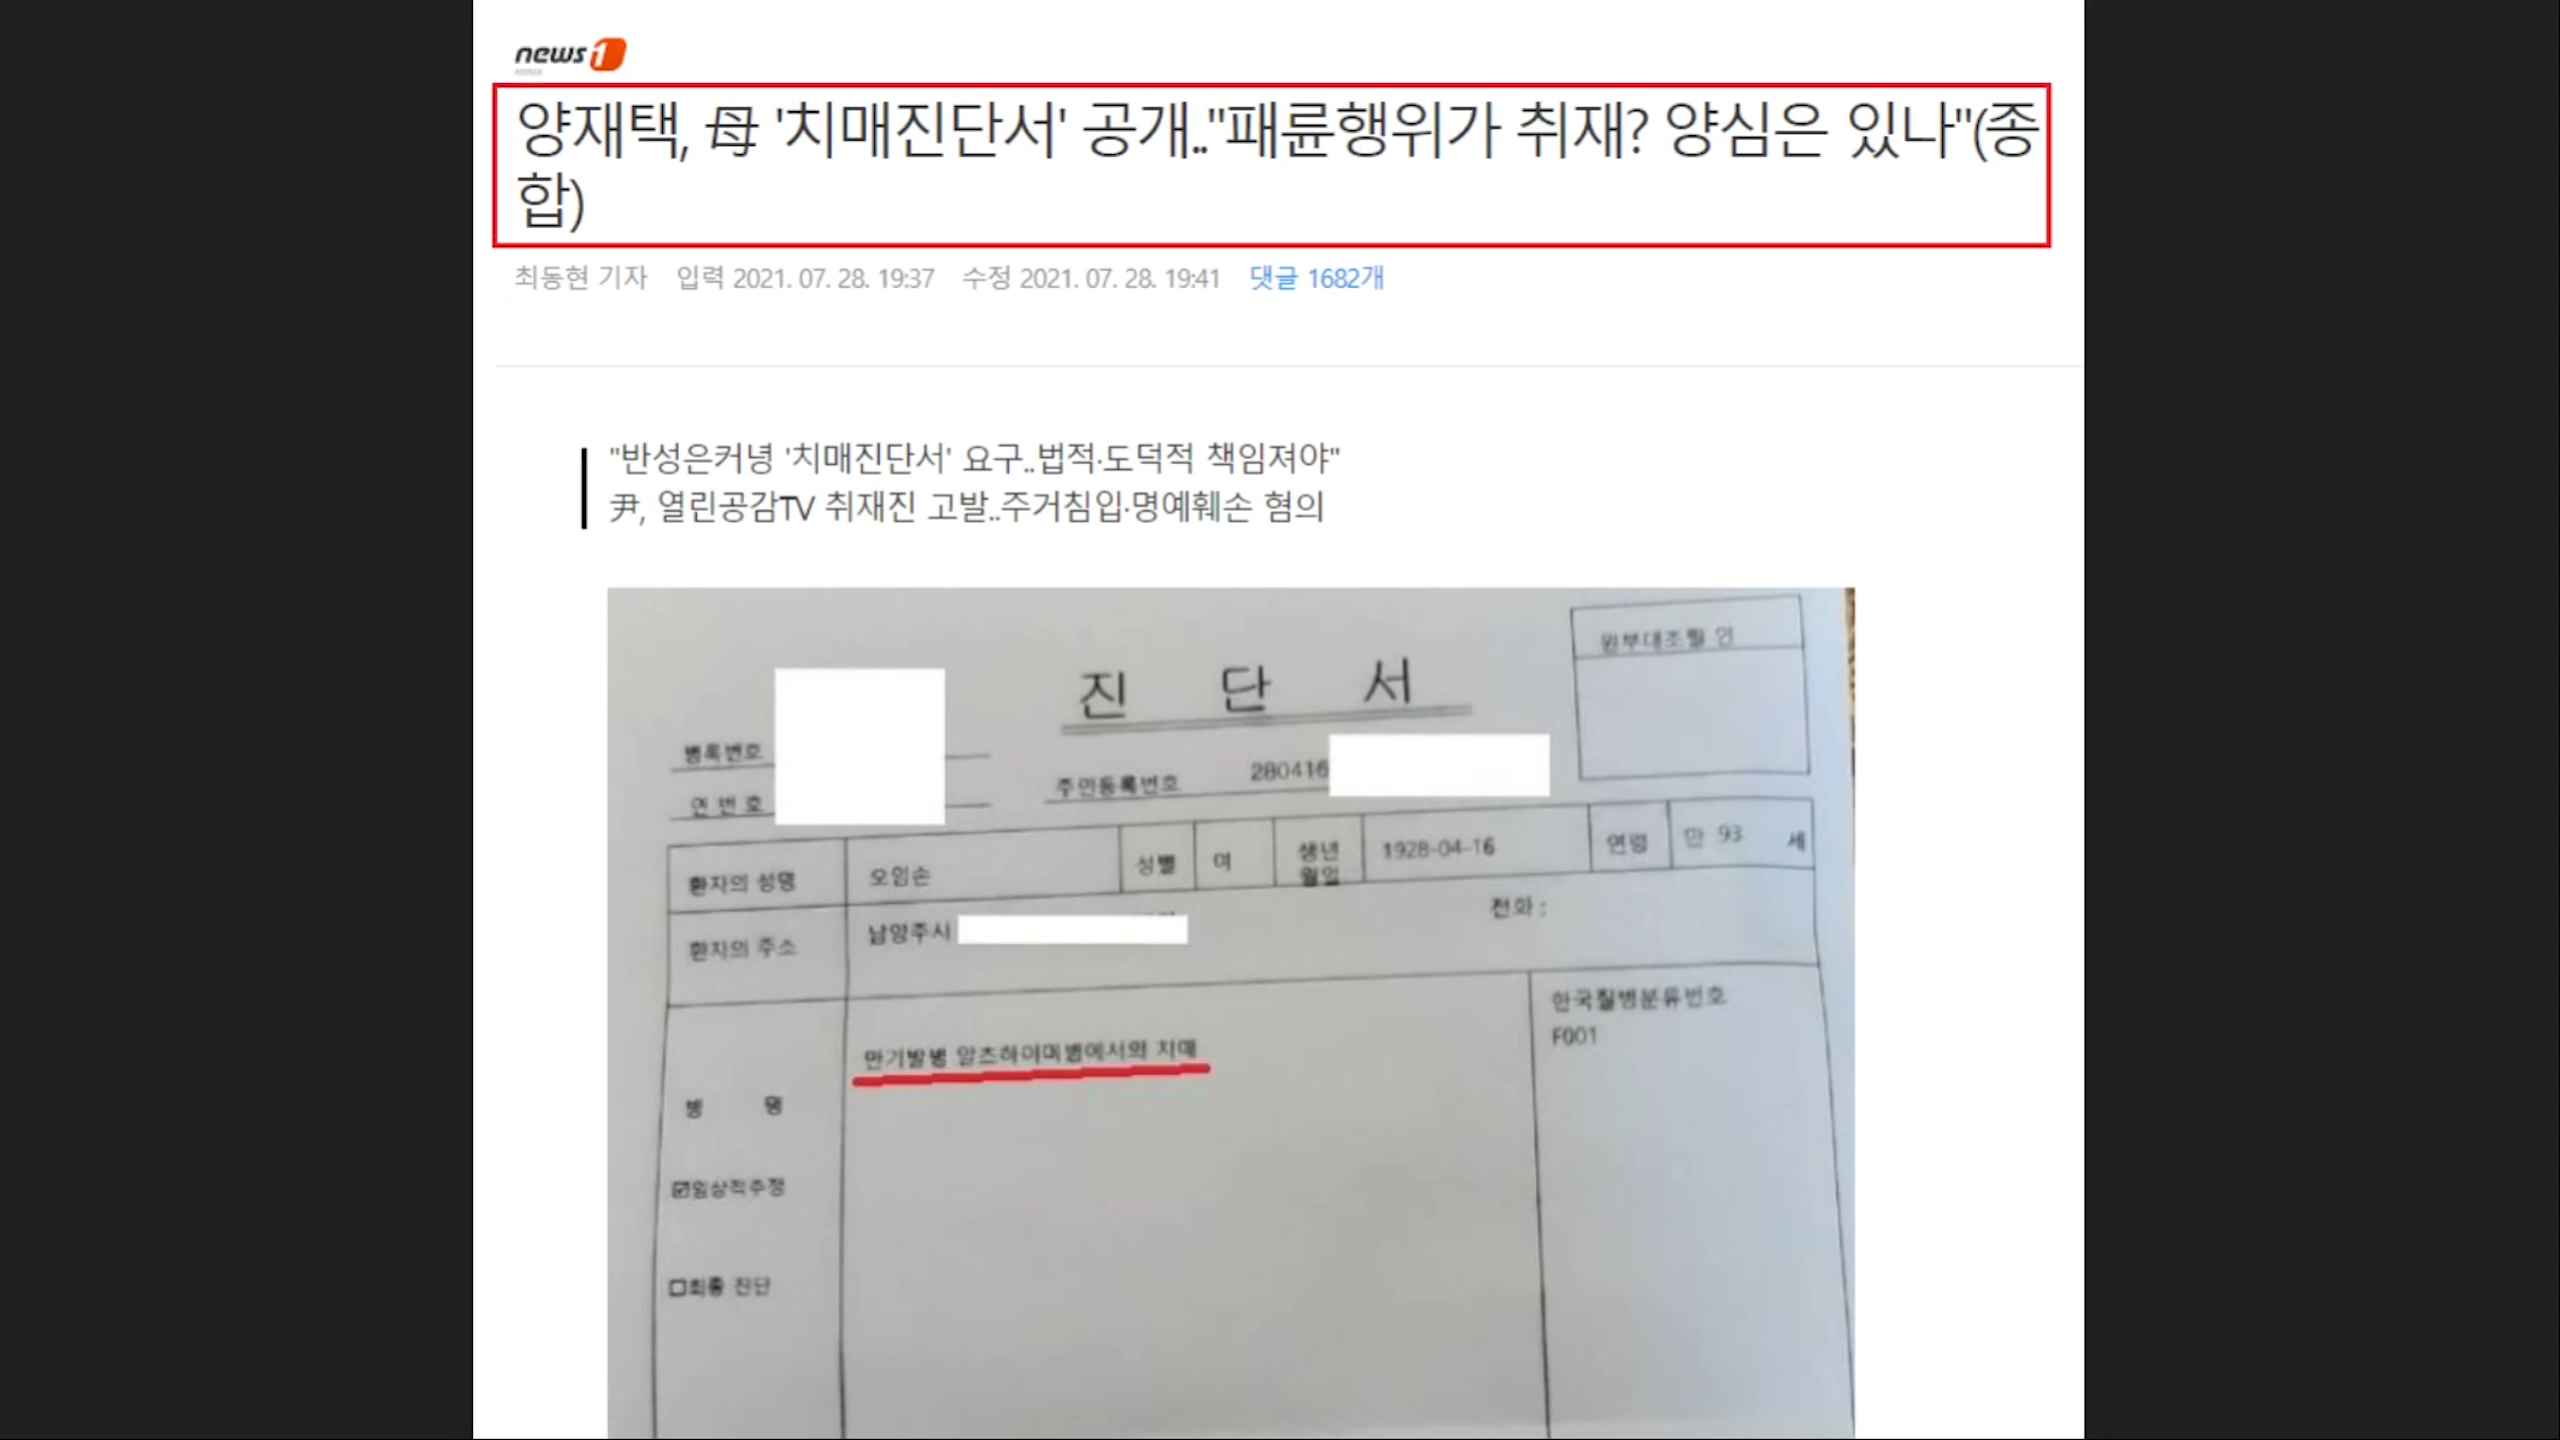 news1
KOREA
양재택, 母 '치매진단서' 공개.."패륜행위가 취재? 양심은 있나"(종
합)
최동현 기자 입력 2021. 07. 28. 19:37 수정 2021. 07. 28. 19:41 댓글 1682개
"반성은커녕 '치매진단서' 요구..법적·도덕적 책임져야"
尹, 열린공감TV 취재진 고발..주거침입·명예훼손 혐의
원부대조필 인
진 단 서
병록번호
연 번 호
주민등록번호 280416
환자의 성명 오임손 성별 여 생년 월일 1928-04-16 연령 만 93 세
환자의 주소 남양주시 전화 :
한국질병분류번호
F001
만기발병 알츠하이머병에서의 치매
병 명
☑임상적추정
☐최종 진단